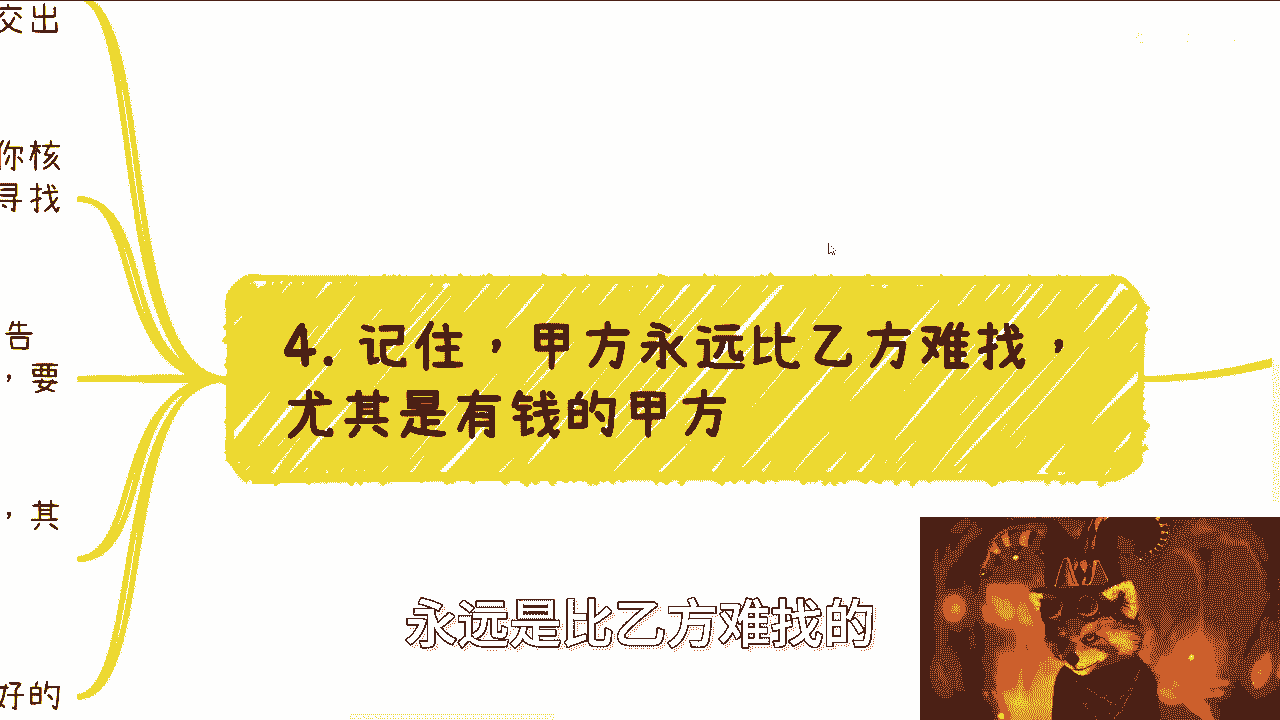 交出
你核
寻找
告
，要
，其
好的
4. 记住，甲方永远比乙方难找，
尤其是有钱的甲方
永远是比乙方难找的